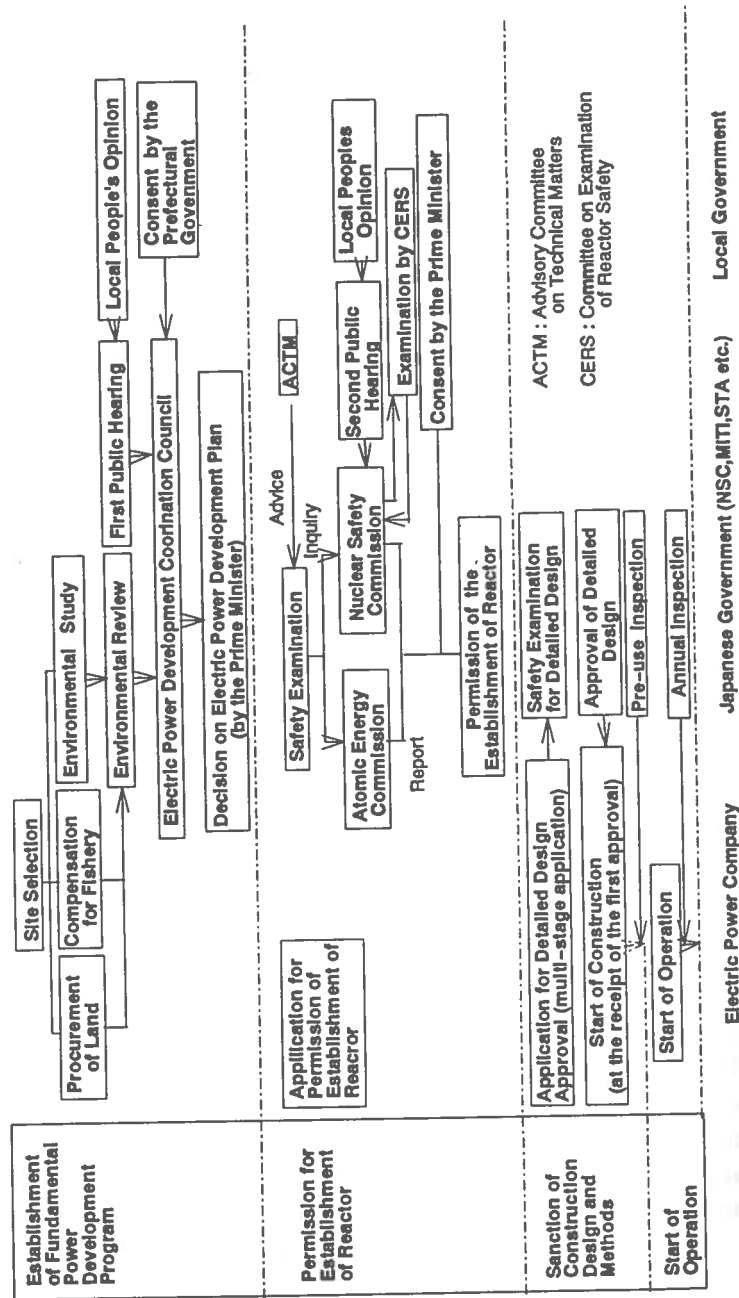 Establishment
of Fundamental
Power
Development
Program
Site Selection
Procurement
of Land
Compensation
for Fishery
Environmental Study
Environmental Review
First Public Hearing
Local People's Opinion
Consent by the
Prefectural
Govenment
Electric Power Development Coorination Council
Decision on Electric Power Development Plan
(by the Prime Minister)
Permission for
Establishment
of Reactor
Application for
Permission of
Establishment of
Reacror
Safety Examination
Advice
ACTM
Inquiry
Atomic Energy
Commission
Nuclear Safety
Commission
Second Public
Hearing
Local Peoples
Opinion
Examination by CERS
Report
Consent by the Prime Minister
Permission of the
Establishment of Reactor
Sanction of
Construction
Design and
Methods
Application for Detailed Design
Approval (multi-stage application)
Safety Examination
for Detailed Design
Start of Construction
(at the receipt of the first approval)
Approval of Detailed
Design
Pre-use Inspection
ACTM : Advisory Committee
on Technical Matters
CERS : Committee on Examination
of Reactor Safety
Start of
Operation
Start of Operation
Annual Inspection
Electric Power Company
Japanese Government (NSC,MITI,STA etc.)
Local Government